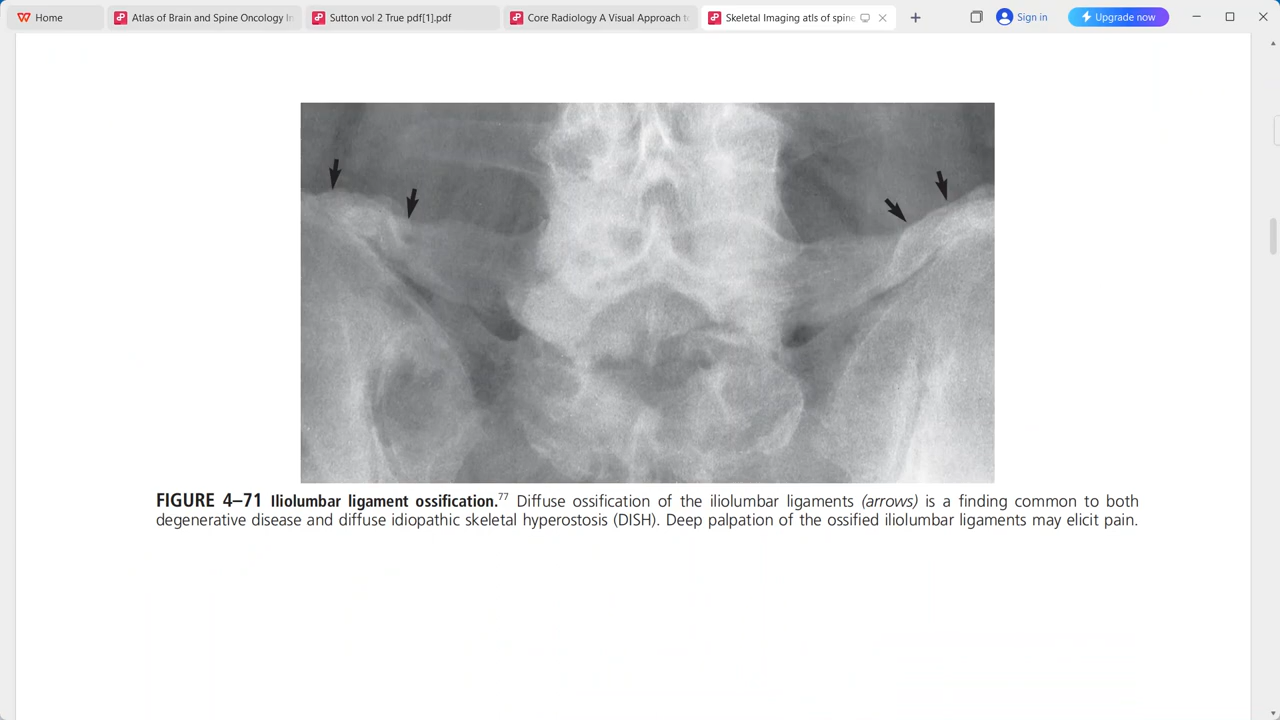 Home
Atlas of Brain and Spine Oncology I
Sutton vol 2 True pdf[1].pdf
Core Radiology A Visual Approach t
Skeletal Imaging atls of spine
Sign in
Upgrade now
FIGURE 4–71 Iliolumbar ligament ossification.77 Diffuse ossification of the iliolumbar ligaments (arrows) is a finding common to both
degenerative disease and diffuse idiopathic skeletal hyperostosis (DISH). Deep palpation of the ossified iliolumbar ligaments may elicit pain.